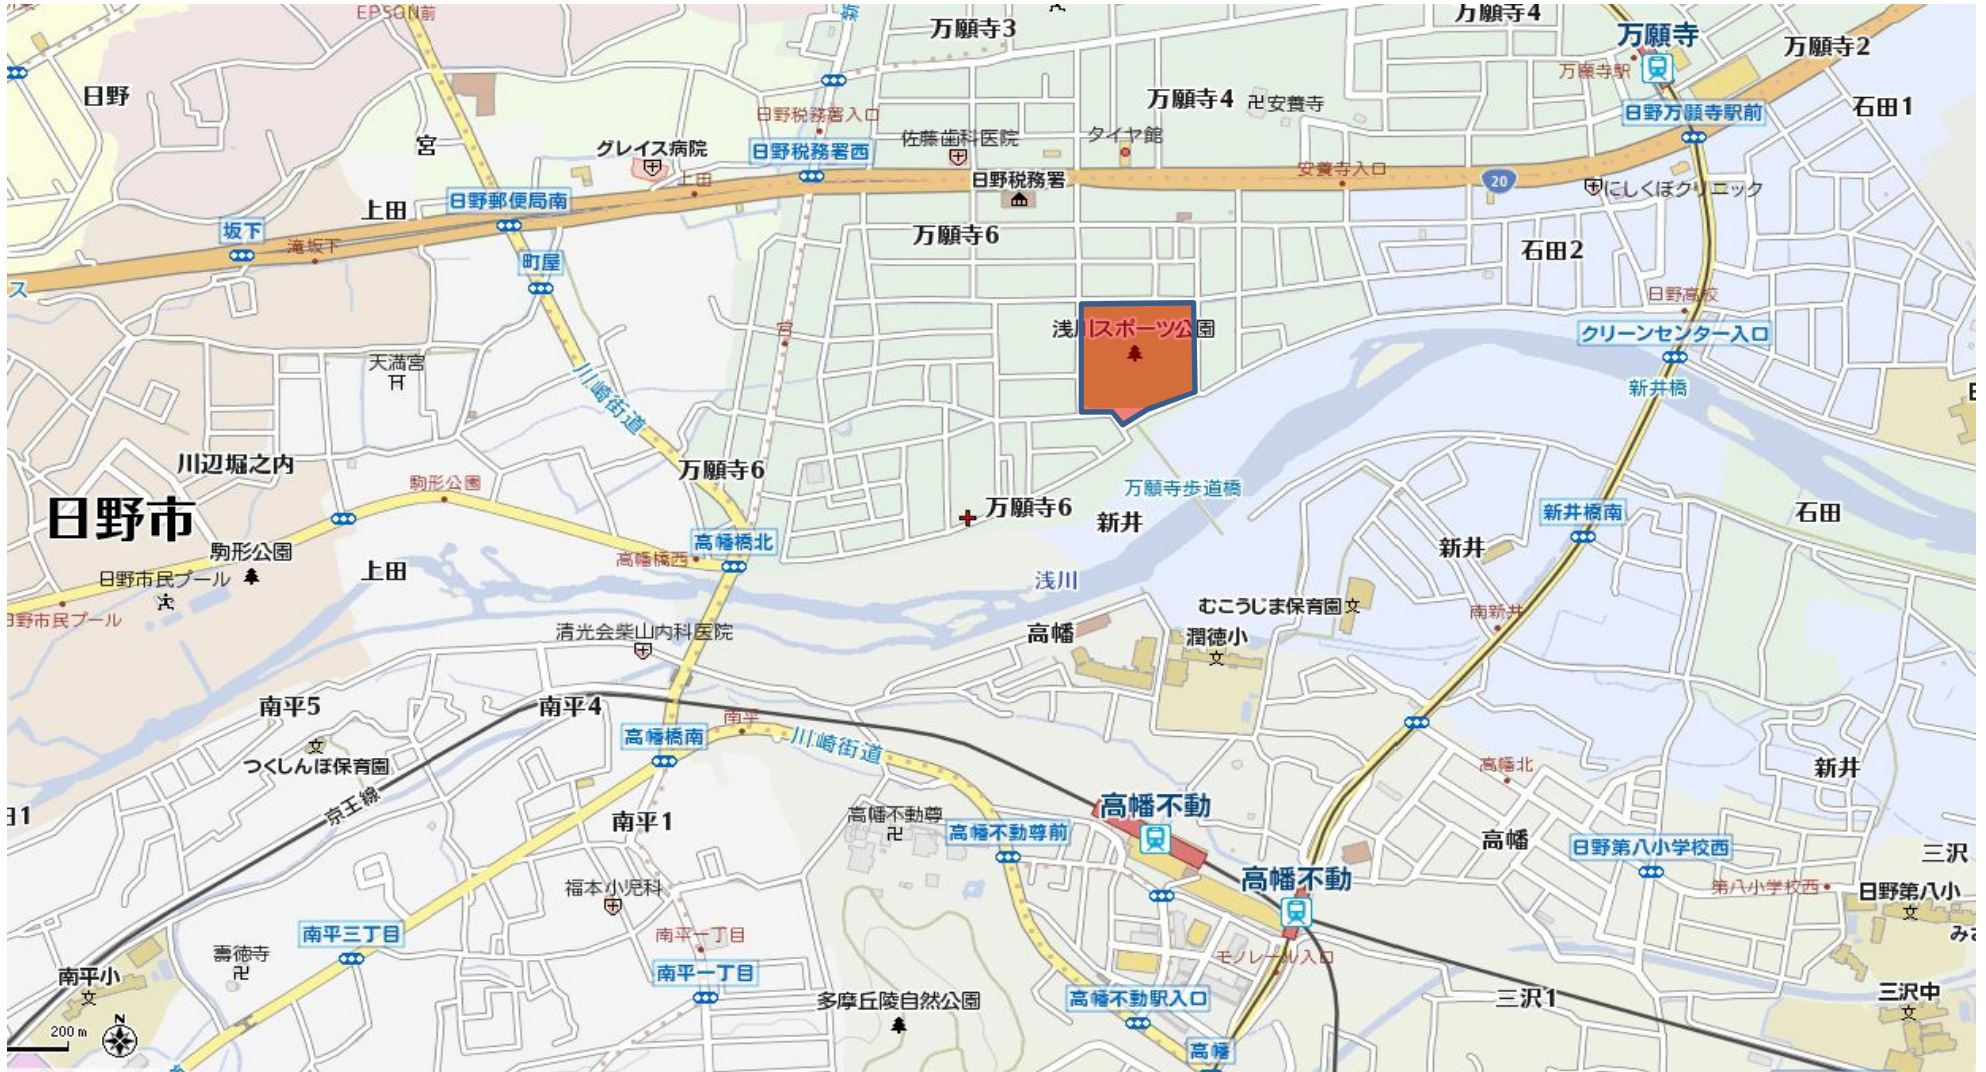 EPSON前
万願寺3
万願寺4
万願寺
万願寺2
万願寺駅
日野
万願寺4
安養寺
日野万願寺駅前
石田1
日野税務署入口
宮
グレイス病院
日野税務署西
佐藤歯科医院
タイヤ館
安養寺入口
上田
日野税務署
20
にしくぼクリニック
上田
日野郵便局南
坂下
滝坂下
万願寺6
石田2
町屋
ス
日野高校
宮
浅川スポーツ公園
クリーンセンター入口
天満宮
川崎街道
新井橋
川辺堀之内
万願寺6
駒形公園
万願寺歩道橋
日野市
万願寺6
新井
新井橋南
石田
高幡橋北
駒形公園
高幡橋西
新井
日野市民プール
上田
浅川
むこうじま保育園
日野市民プール
南新井
清光会柴山内科医院
高幡
潤徳小
南平5
南平4
南平
高幡橋南
川崎街道
つくしんぼ保育園
高幡北
新井
京王線
南平1
高幡不動尊
高幡不動
高幡不動尊前
高幡
日野第八小学校西
三沢
高幡不動
福本小児科
第八小学校西
日野第八小
南平三丁目
南平一丁目
壽徳寺
南平一丁目
モノレール入口
南平小
多摩丘陵自然公園
高幡不動駅入口
三沢1
三沢中
200m
N
高幡